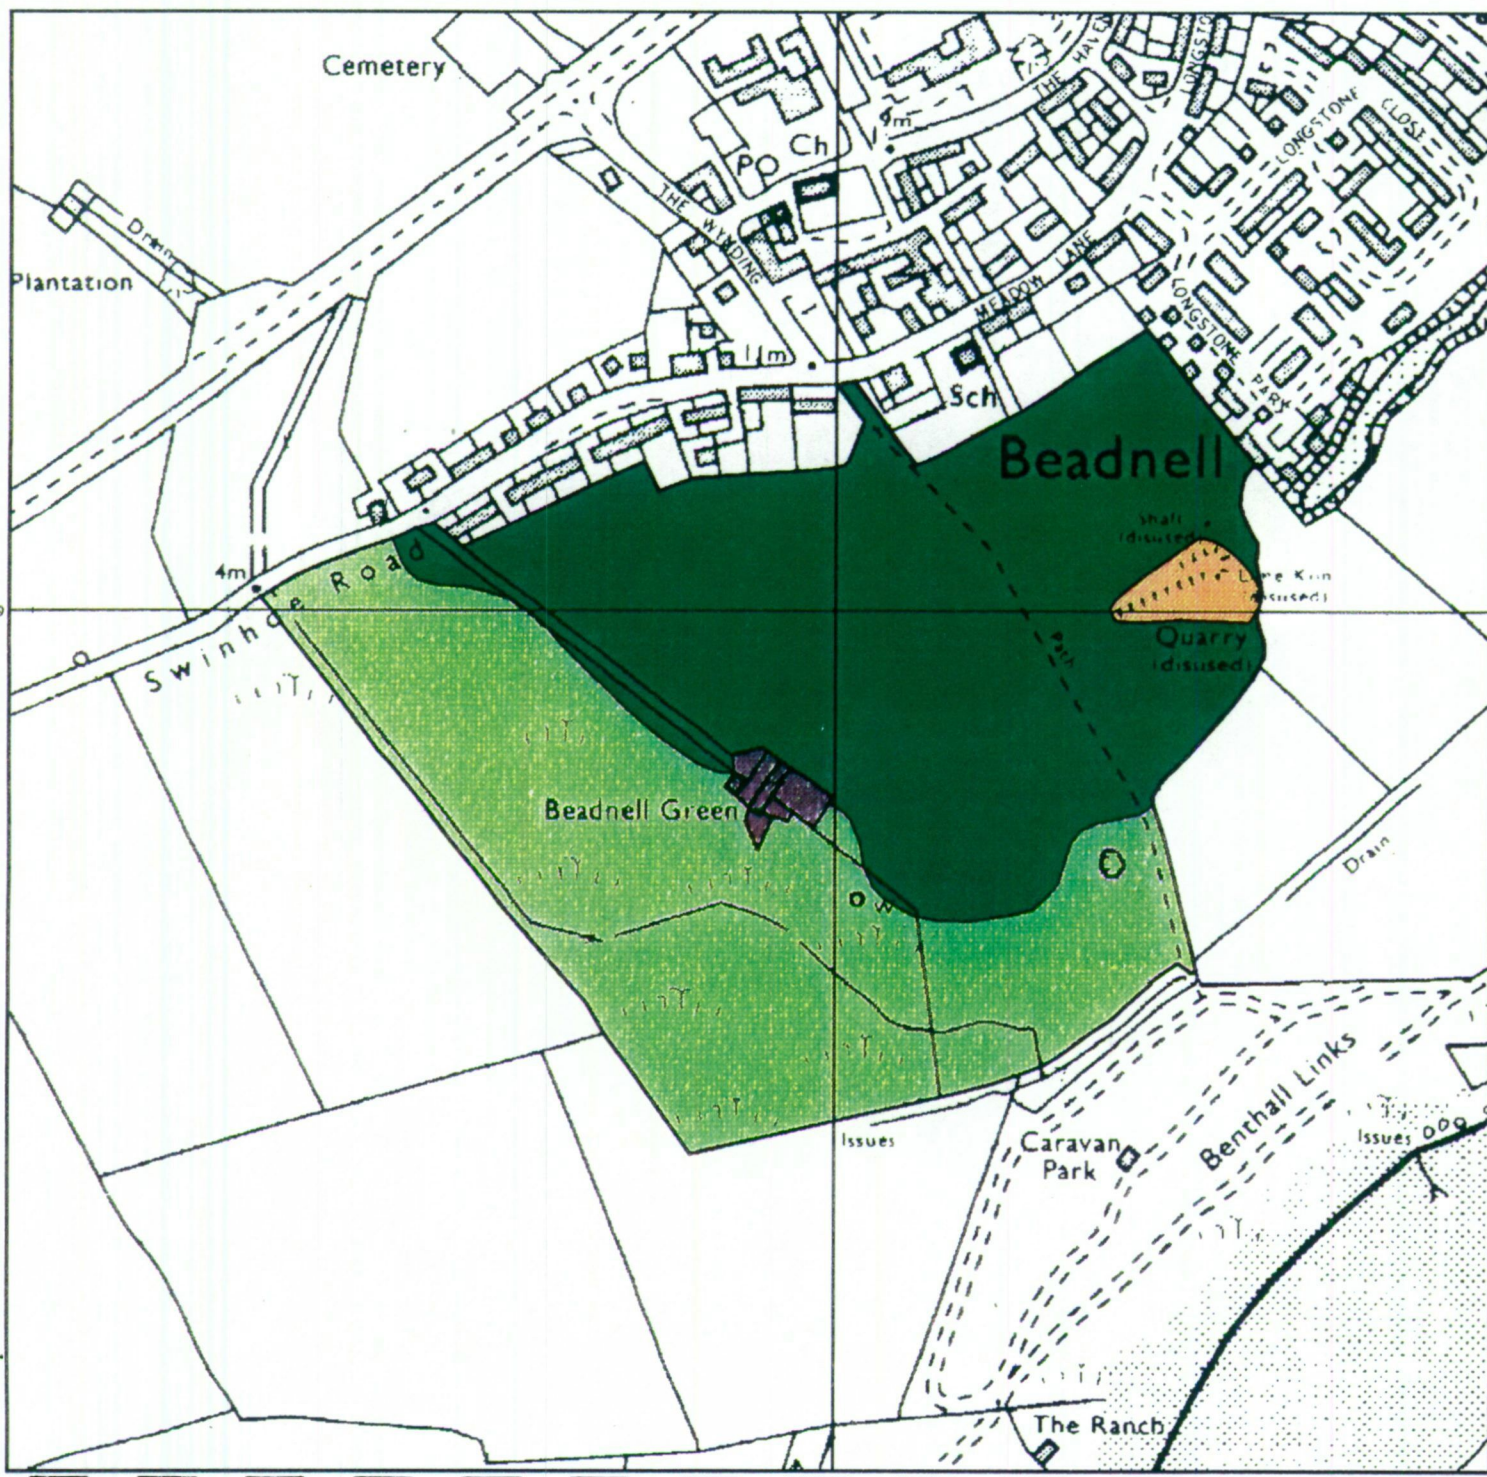 Cemetery
THE HAVEN
LONGSTONE
CLOSE
9m
Ch
PO
THE WYNDING
Drain
Plantation
MEADOW LANE
LONGSTONE
PARK
11m
Sch
Beadnell
Shaft
(disused)
Quarry
(disused)
4m
Swinhoe Road
Path
Beadnell Green
Drain
Issues
Caravan
Park
Benthall Links
Issues
The Ranch